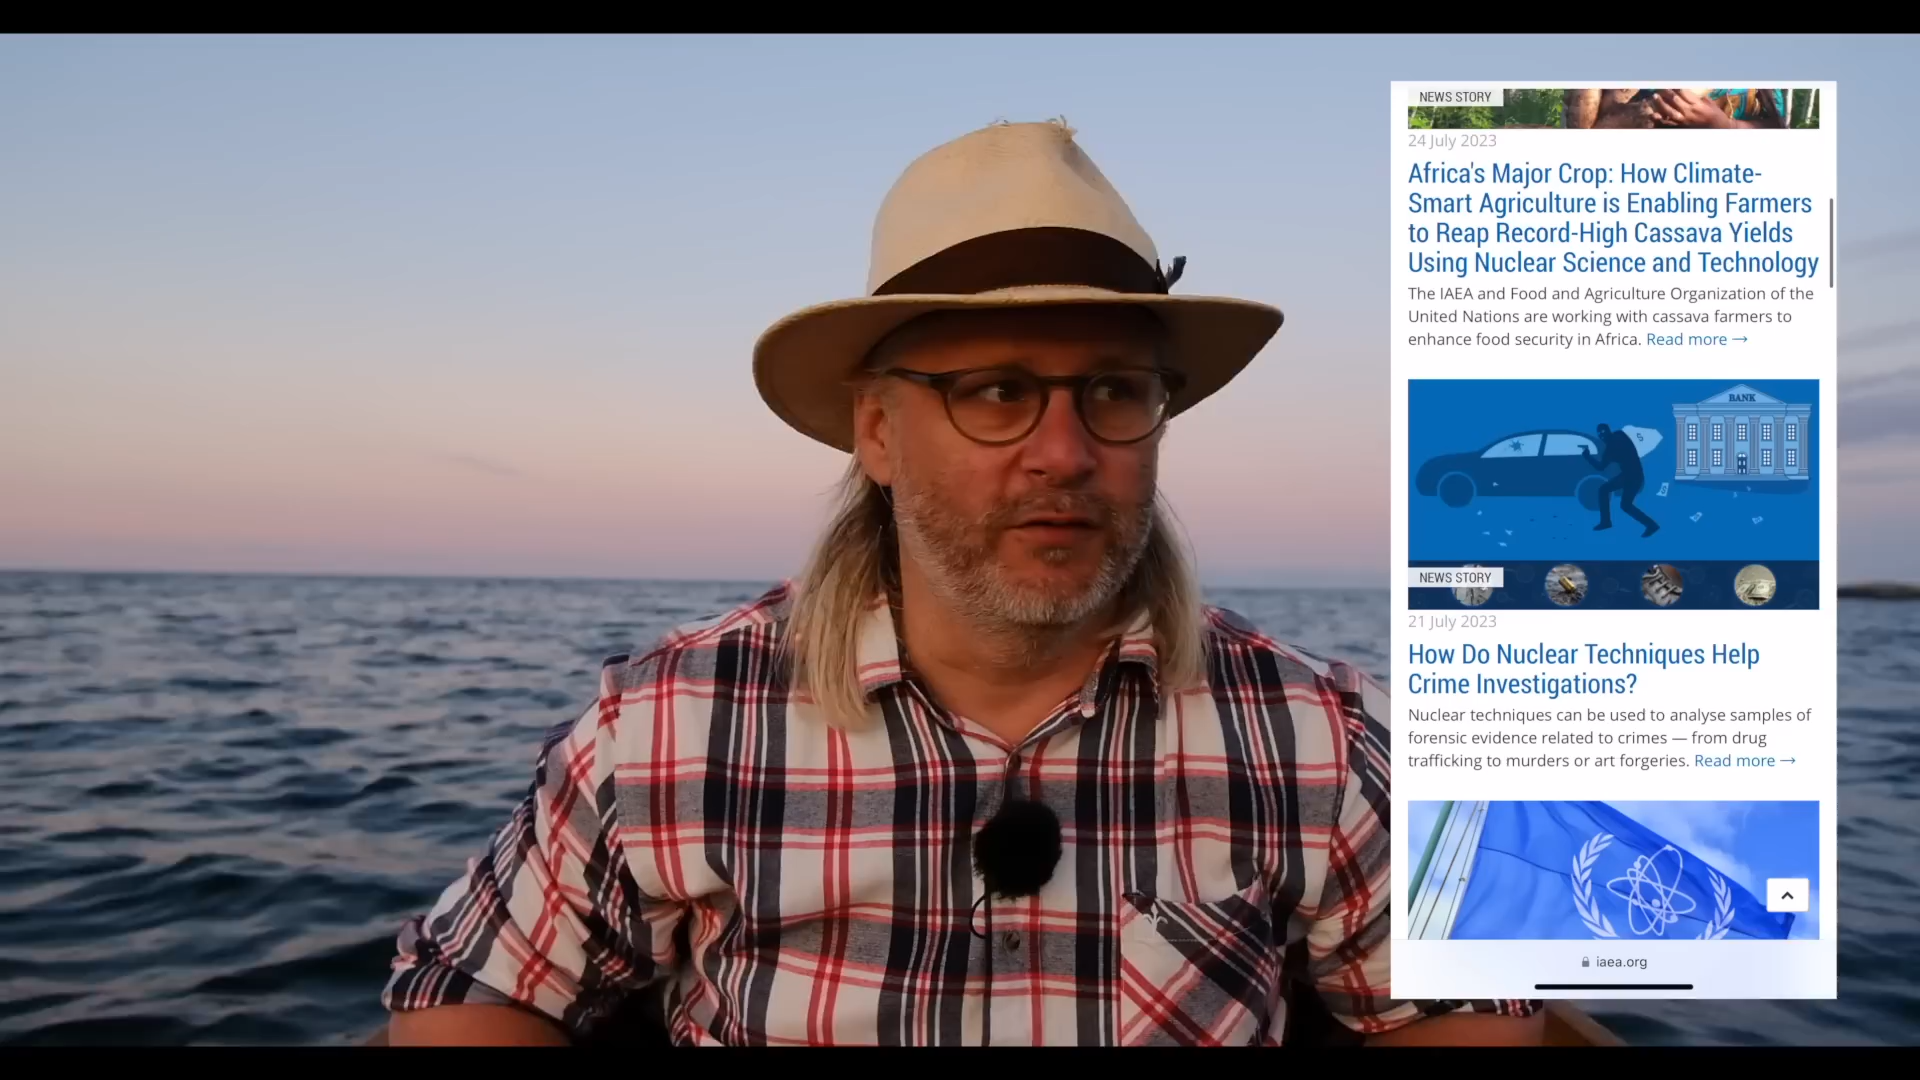 NEWS STORY
24 July 2023
Africa's Major Crop: How Climate-
Smart Agriculture is Enabling Farmers
to Reap Record-High Cassava Yields
Using Nuclear Science and Technology
The IAEA and Food and Agriculture Organization of the
United Nations are working with cassava farmers to
enhance food security in Africa. Read more →
BANK
$
NEWS STORY
21 July 2023
How Do Nuclear Techniques Help
Crime Investigations?
Nuclear techniques can be used to analyse samples of
forensic evidence related to crimes — from drug
trafficking to murders or art forgeries. Read more →
iaea.org